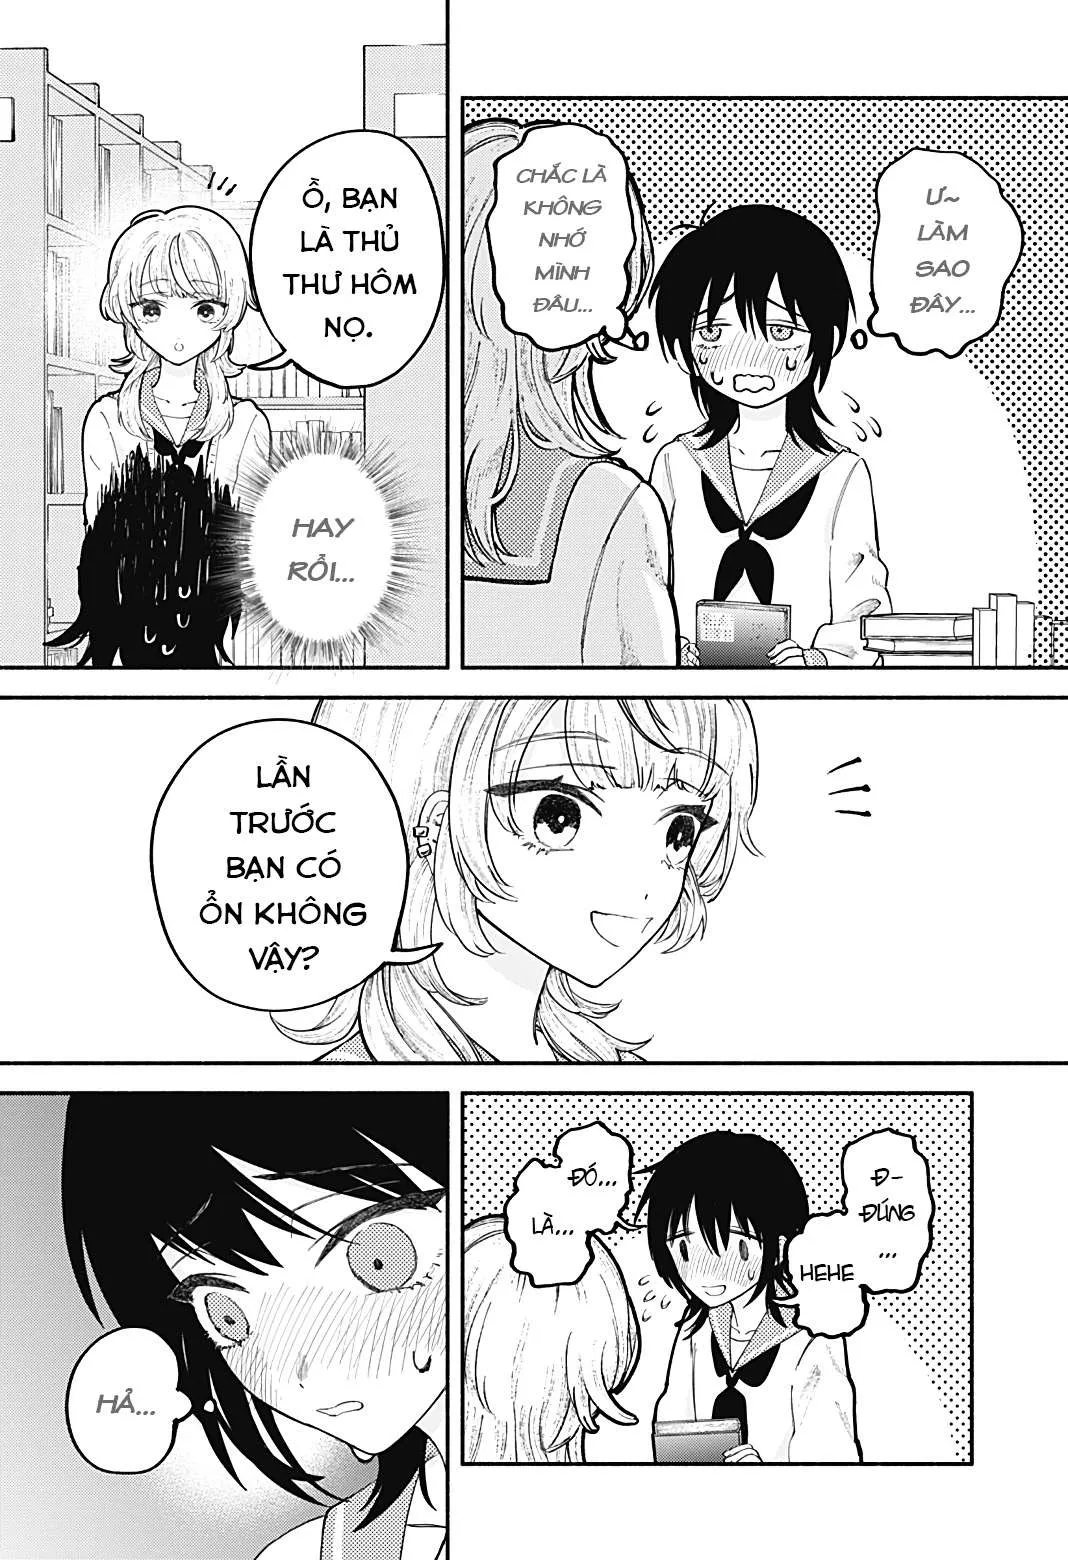 Ư~
LÀM
SAO
ĐÂY...
CHẮC LÀ
KHÔNG
NHỚ
MÌNH
ĐÂU...
Ồ, BẠN
LÀ THỦ
THƯ HÔM
NỌ.
HAY
RỒI...
LẦN
TRƯỚC
BẠN CÓ
ỔN KHÔNG
VẬY?
Đ-
ĐÚNG
...
HEHE
ĐÓ...
LÀ...
HẢ...